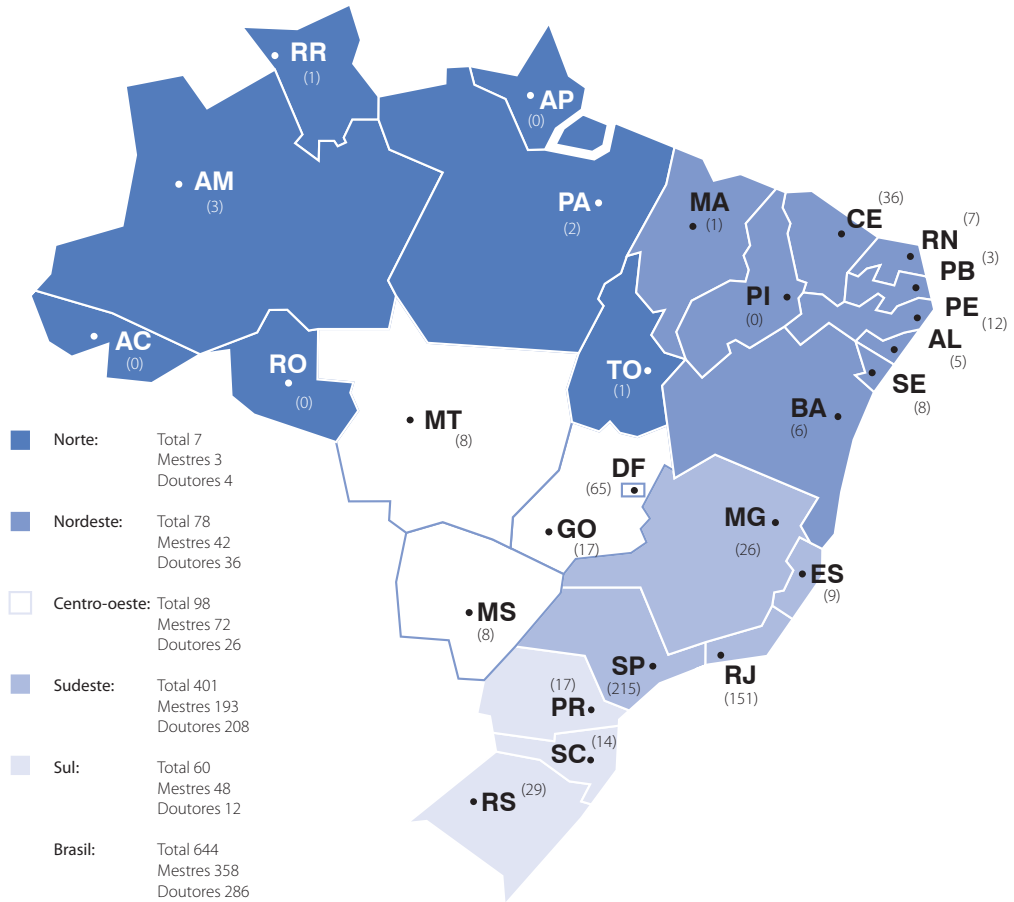 RR
(1)
AP
(0)
AM
(3)
PA
(2)
MA
(1)
CE
(36)
RN
(7)
PB
(3)
PI
(0)
PE
(12)
AL
(5)
AC
(0)
RO
(0)
TO
(1)
SE
(8)
BA
(6)
MT
(8)
DF
(65)
GO
(17)
MG
(26)
ES
(9)
MS
(8)
SP
(215)
RJ
(151)
(17)
PR
SC
(14)
RS
(29)
Norte: Total 7
Mestres 3
Doutores 4
Nordeste: Total 78
Mestres 42
Doutores 36
Centro-oeste: Total 98
Mestres 72
Doutores 26
Sudeste: Total 401
Mestres 193
Doutores 208
Sul: Total 60
Mestres 48
Doutores 12
Brasil: Total 644
Mestres 358
Doutores 286